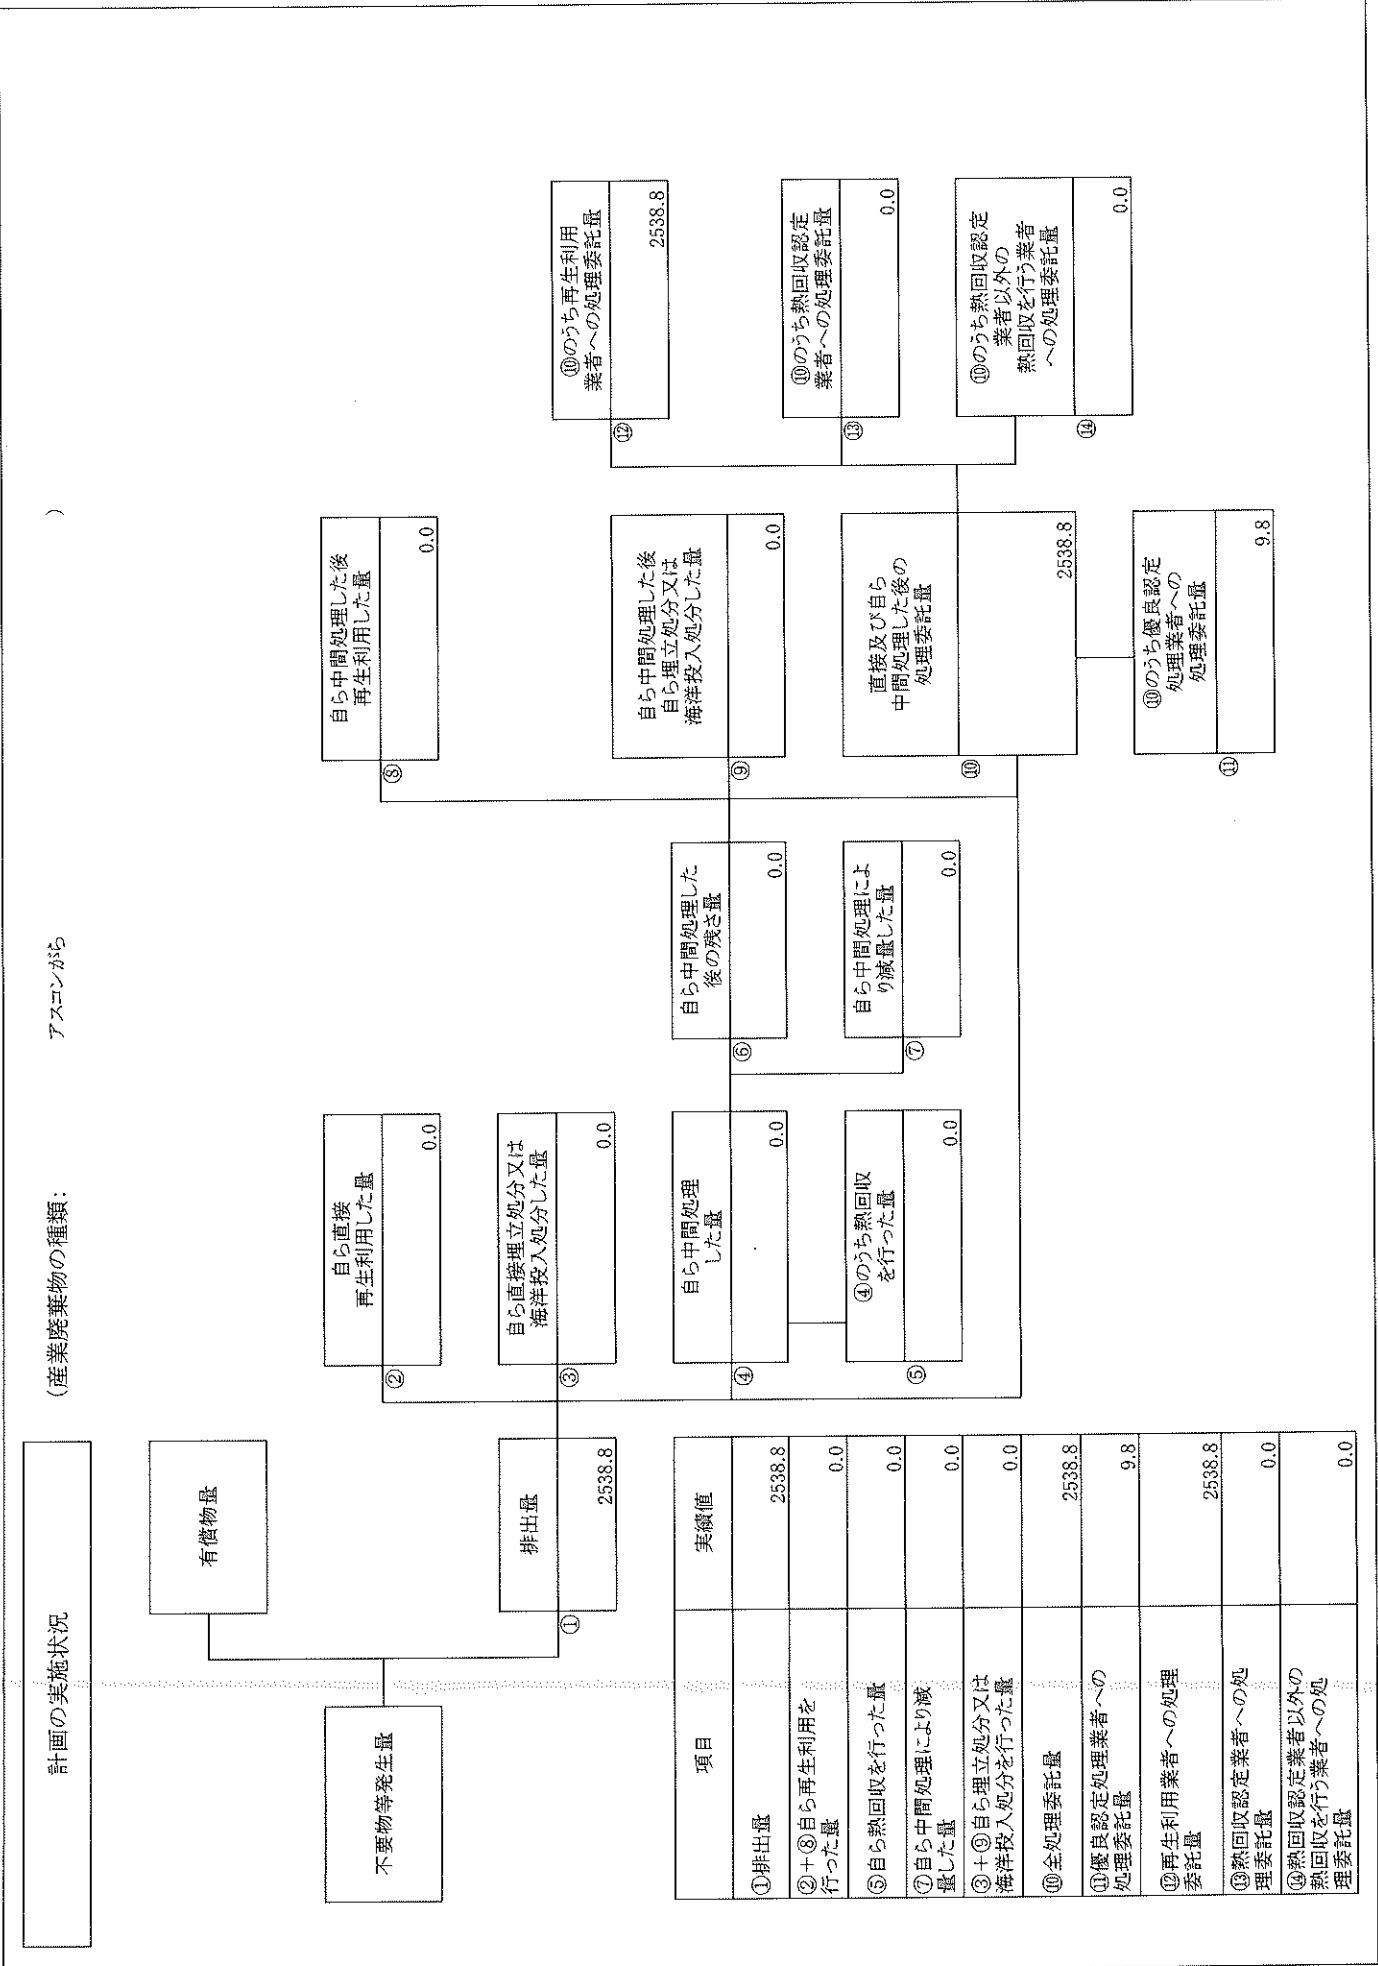 計画の実施状況
(産業廃棄物の種類: アスコンがら )
不要物等発生量
有償物量
排出量
①
2538.8
自ら直接
再生利用した量
②
0.0
自ら直接埋立処分又は
海洋投入処分した量
③
0.0
自ら中間処理
した量
④
0.0
④のうち熱回収
を行った量
⑤
0.0
自ら中間処理した
後の残さ量
⑥
0.0
自ら中間処理によ
り減量した量
⑦
0.0
自ら中間処理した後
再生利用した量
⑧
0.0
自ら中間処理した後
自ら埋立処分又は
海洋投入処分した量
⑨
0.0
直接及び自ら
中間処理した後の
処理委託量
⑩
2538.8
⑩のうち優良認定
処理業者への
処理委託量
⑪
9.8
⑩のうち再生利用
業者への処理委託量
⑫
2538.8
⑩のうち熱回収認定
業者への処理委託量
⑬
0.0
⑩のうち熱回収認定
業者以外の
熱回収を行う業者
への処理委託量
⑭
0.0
項目 実績値
①排出量 2538.8
②+⑧自ら再生利用を
行った量 0.0
⑤自ら熱回収を行った量 0.0
⑦自ら中間処理により減
量した量 0.0
③+⑨自ら埋立処分又は
海洋投入処分を行った量 0.0
⑩全処理委託量 2538.8
⑪優良認定処理業者への
処理委託量 9.8
⑫再生利用業者への処理
委託量 2538.8
⑬熱回収認定業者への処
理委託量 0.0
⑭熱回収認定業者以外の
熱回収を行う業者への処
理委託量 0.0